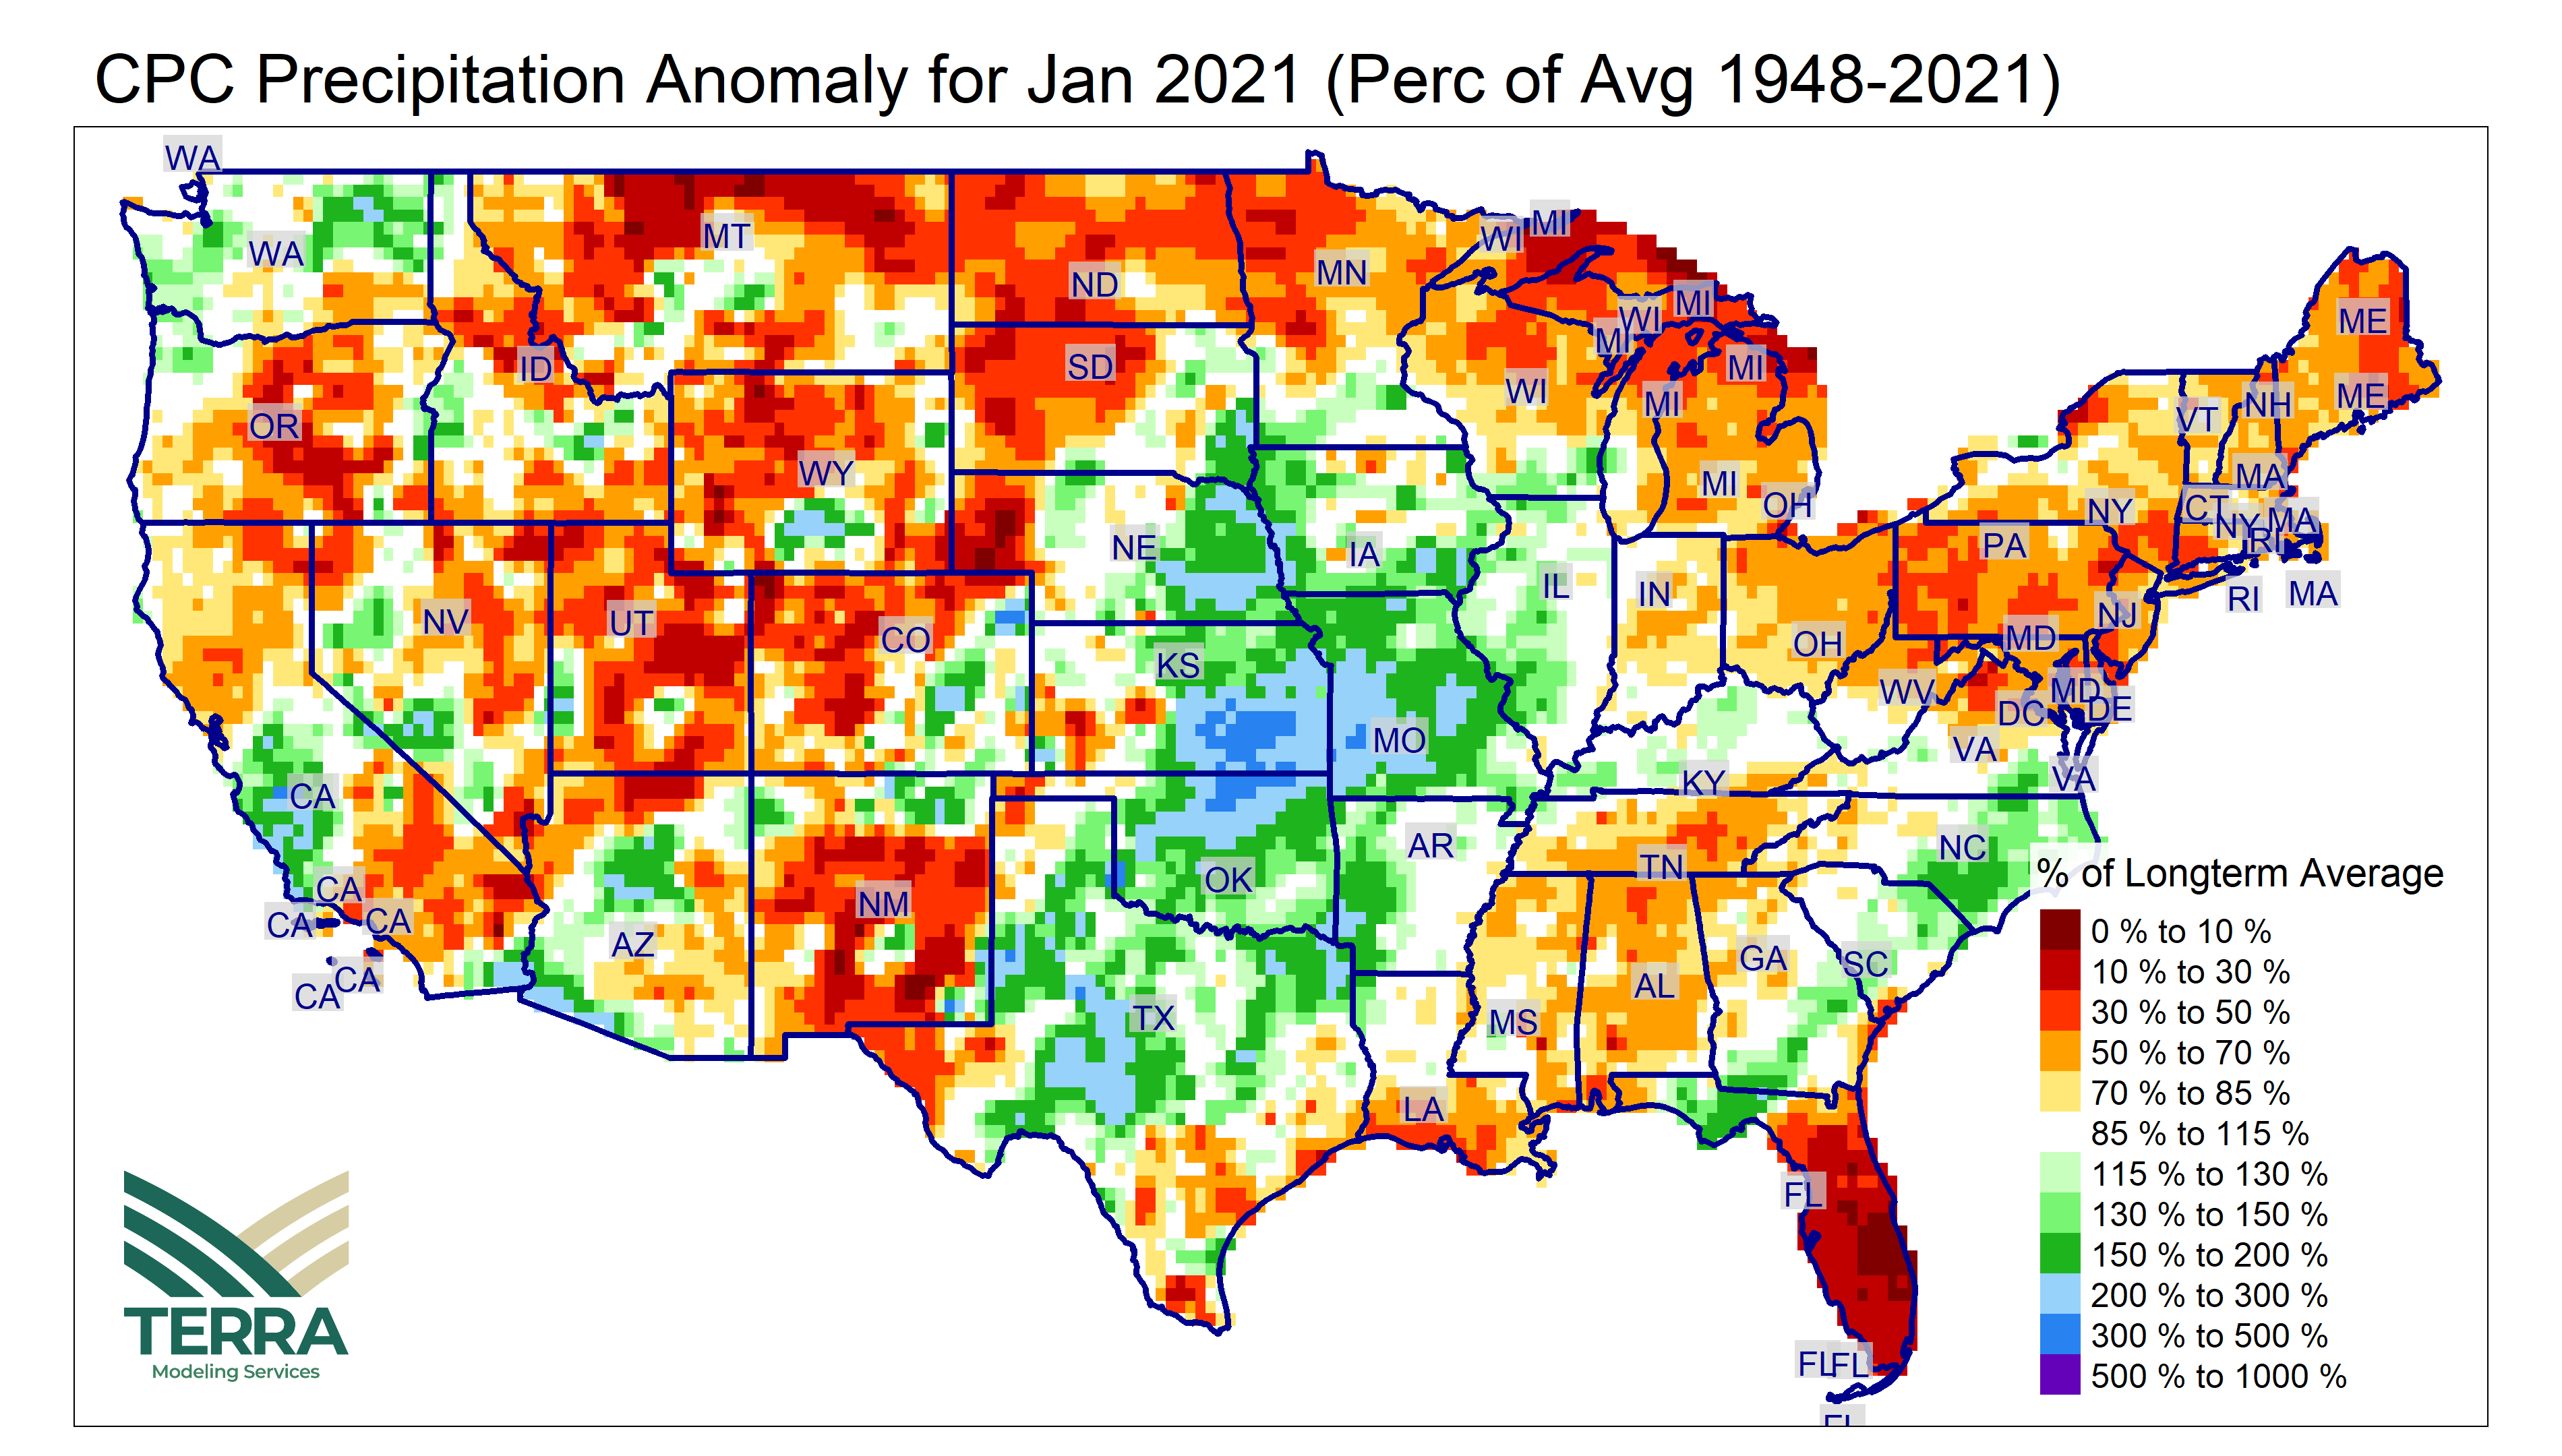 CPC Precipitation Anomaly for Jan 2021 (Perc of Avg 1948-2021)
WA
WA
MT
ND
MN
WI
MI
MI
WI
MI
MI
MI
ME
ME
ID
SD
WI
OR
WY
VT
NH
MI
OH
MA
NY
CT
NY
MA
RI
PA
NE
IA
IL
IN
RI
MA
NV
UT
CO
OH
NJ
MD
KS
WV
MD
DC
DE
MO
VA
VA
CA
KY
AR
NC
TN
OK
CA
CA
CA
NM
AZ
GA
SC
CA
CA
AL
TX
MS
LA
FL
FL
FL
FL
% of Longterm Average
0 % to 10 %
10 % to 30 %
30 % to 50 %
50 % to 70 %
70 % to 85 %
85 % to 115 %
115 % to 130 %
130 % to 150 %
150 % to 200 %
200 % to 300 %
300 % to 500 %
500 % to 1000 %
TERRA
Modeling Services